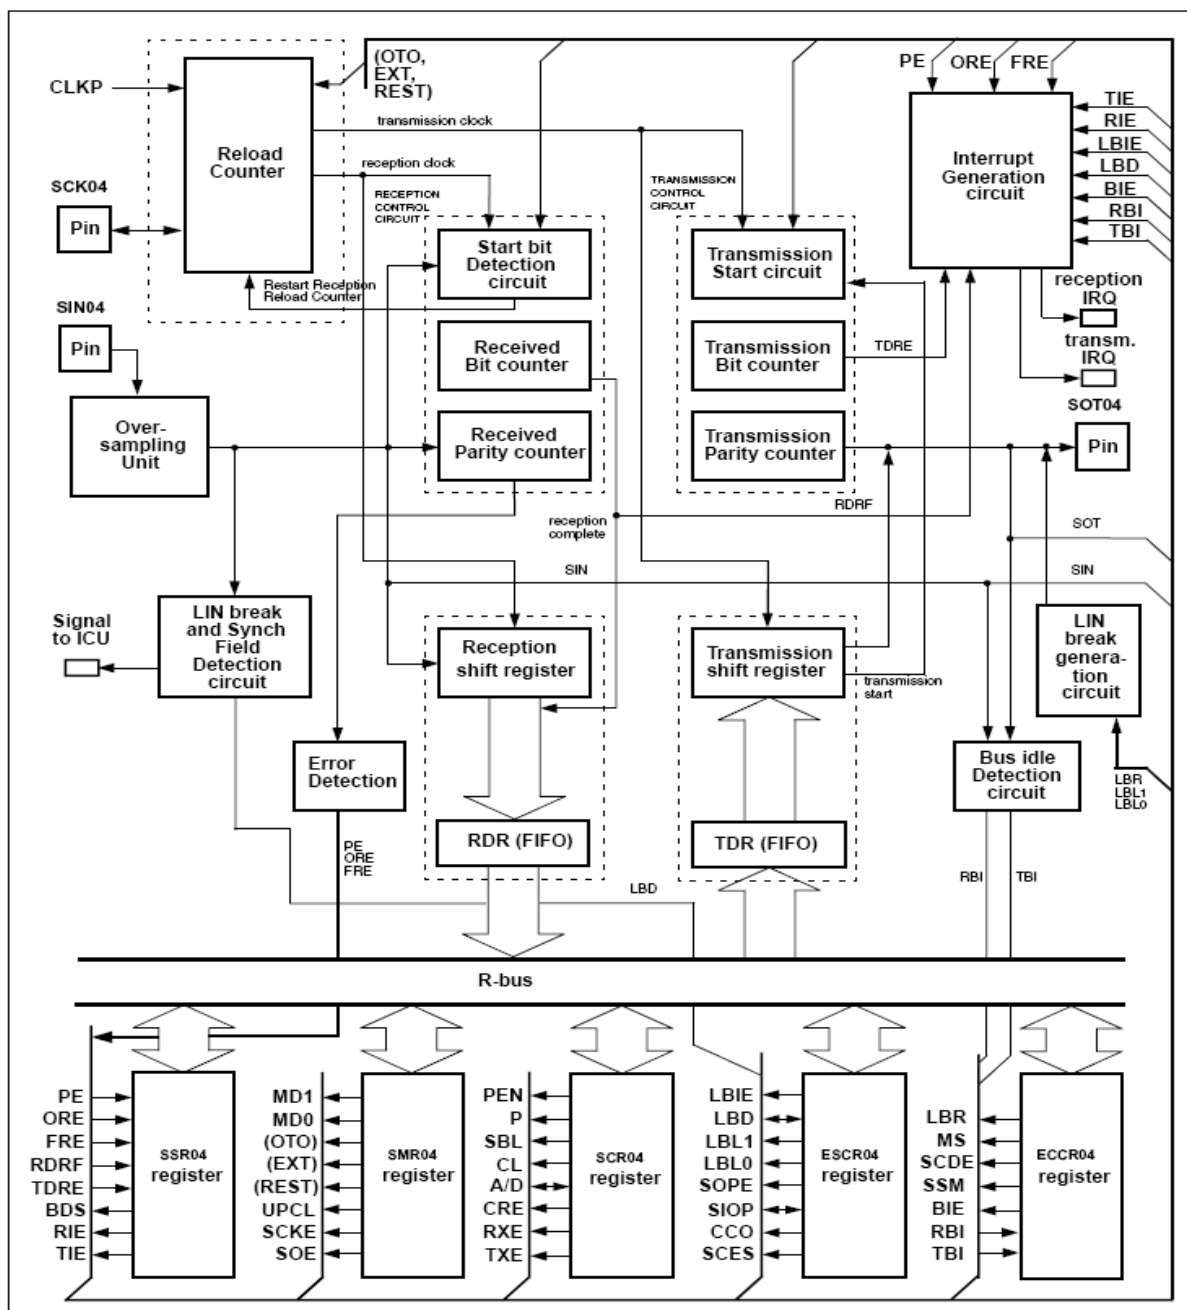 (OTO,
EXT,
REST)
PE
ORE
FRE
CLKP
transmission clock
Reload
Counter
reception clock
TIE
RIE
LBIE
LBD
BIE
RBI
TBI
Interrupt
Generation
circuit
SCK04
Pin
RECEPTION
CONTROL
CIRCUIT
TRANSMISSION
CONTROL
CIRCUIT
Start bit
Detection
circuit
Transmission
Start circuit
Restart Reception
Reload Counter
reception
IRQ
transm.
IRQ
SIN04
Pin
Received
Bit counter
Transmission
Bit counter
TDRE
SOT04
Pin
Over-
sampling
Unit
Received
Parity counter
Transmission
Parity counter
RDRF
reception
complete
SOT
SIN
SIN
Signal
to ICU
LIN break
and Synch
Field
Detection
circuit
Reception
shift register
Transmission
shift register
transmission
start
LIN
break
genera-
tion
circuit
Error
Detection
Bus idle
Detection
circuit
LBR
LBL1
LBL0
PE
ORE
FRE
RDR (FIFO)
TDR (FIFO)
LBD
RBI
TBI
R-bus
PE
ORE
FRE
RDRF
TDRE
BDS
RIE
TIE
SSR04
register
MD1
MD0
(OTO)
(EXT)
(REST)
UPCL
SCKE
SOE
SMR04
register
PEN
P
SBL
CL
A/D
CRE
RXE
TXE
SCR04
register
LBIE
LBD
LBL1
LBL0
SOPE
SIOP
CCO
SCES
ESCR04
register
LBR
MS
SCDE
SSM
BIE
RBI
TBI
ECCR04
register